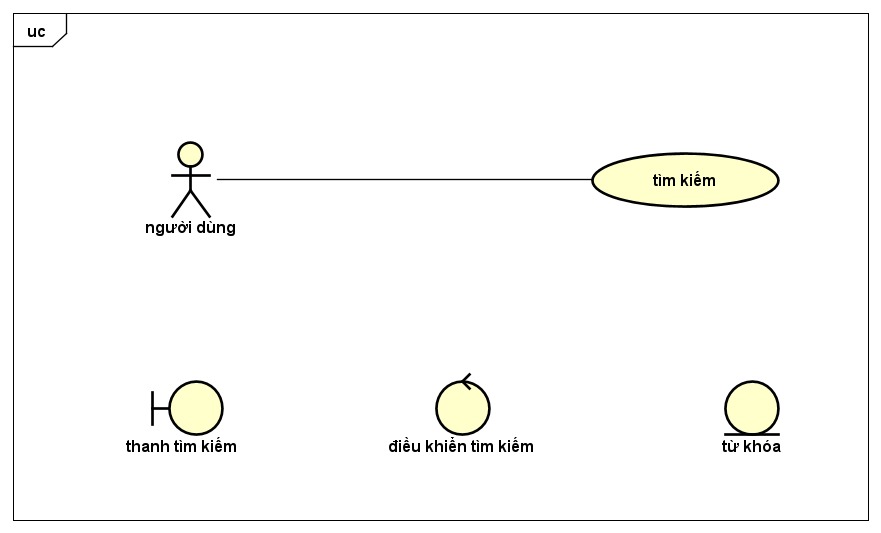 uc
người dùng
tìm kiếm
thanh tìm kiếm
điều khiển tìm kiếm
từ khóa